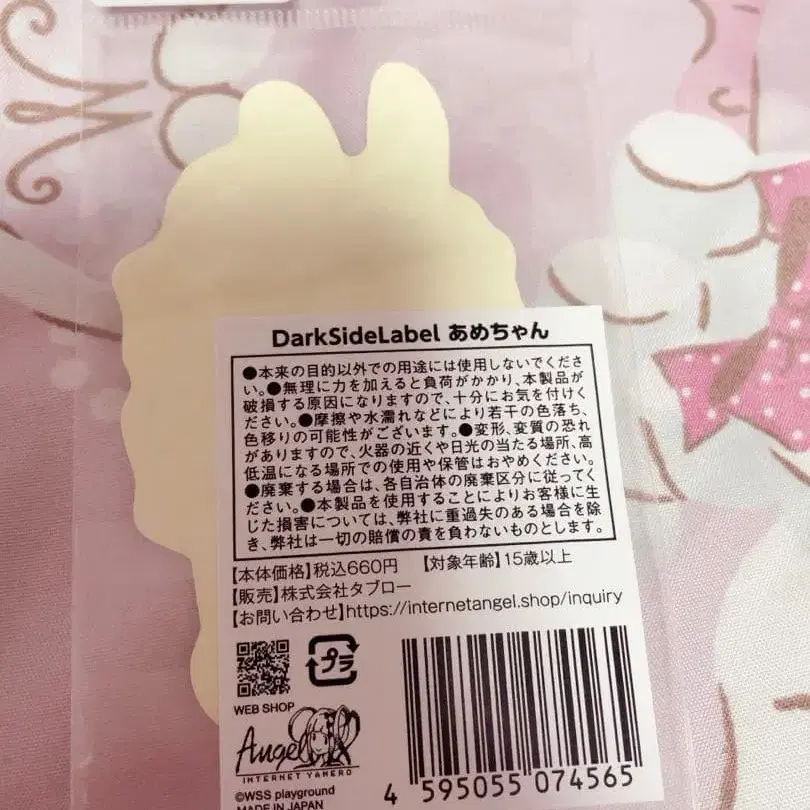 DarkSideLabel あめちゃん
●本来の目的以外での用途には使用しないでくださ
い。●無理に力を加えると負荷がかかり、本製品が
破損する原因になりますので、十分にお気を付けく
ださい。●摩擦や水濡れなどにより若干の色落ち、
色移りの可能性がございます。●変形、変質の恐れ
がありますので、火器の近くや日光の当たる場所、高
低温になる場所での使用や保管はおやめください。
●廃棄する場合は、各自治体の廃棄区分に従ってく
ださい。●本製品を使用することによりお客様に生
じた損害については、弊社に重過失のある場合を除
き、弊社は一切の賠償の責を負わないものとします。
【本体価格】税込660円 【対象年齢】15歳以上
【販売】株式会社タブロー
【お問い合わせ】https://internetangel.shop/inquiry
プラ
WEB SHOP
Angel
INTERNET YAMERO
©WSS playground
MADE IN JAPAN
4 595055 074565